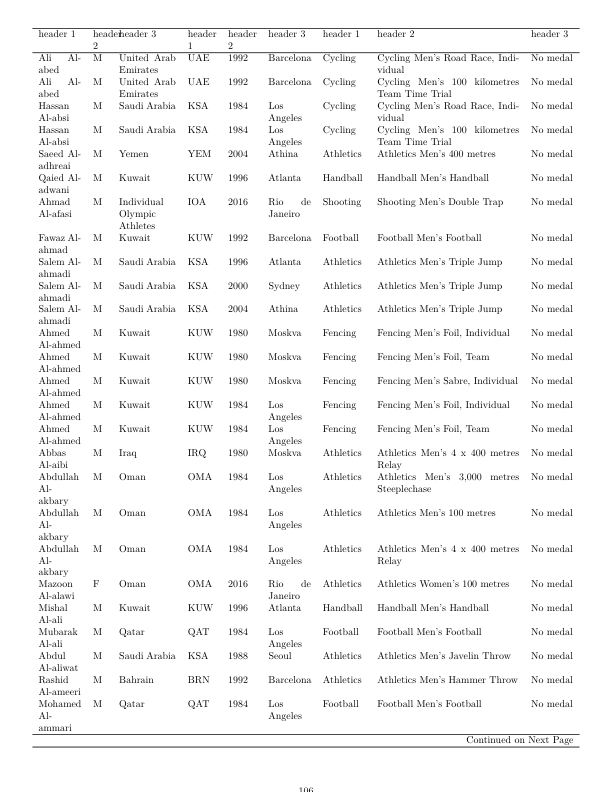 header 1 header 2 header 3 header 1 header 2 header 3 header 1 header 2 header 3
Ali Al-abed M United Arab Emirates UAE 1992 Barcelona Cycling Cycling Men's Road Race, Individual No medal
Ali Al-abed M United Arab Emirates UAE 1992 Barcelona Cycling Cycling Men's 100 kilometres Team Time Trial No medal
Hassan Al-absi M Saudi Arabia KSA 1984 Los Angeles Cycling Cycling Men's Road Race, Individual No medal
Hassan Al-absi M Saudi Arabia KSA 1984 Los Angeles Cycling Cycling Men's 100 kilometres Team Time Trial No medal
Saeed Al-adhreai M Yemen YEM 2004 Athina Athletics Athletics Men's 400 metres No medal
Qaied Al-adwani M Kuwait KUW 1996 Atlanta Handball Handball Men's Handball No medal
Ahmad Al-afasi M Individual Olympic Athletes IOA 2016 Rio de Janeiro Shooting Shooting Men's Double Trap No medal
Fawaz Al-ahmad M Kuwait KUW 1992 Barcelona Football Football Men's Football No medal
Salem Al-ahmadi M Saudi Arabia KSA 1996 Atlanta Athletics Athletics Men's Triple Jump No medal
Salem Al-ahmadi M Saudi Arabia KSA 2000 Sydney Athletics Athletics Men's Triple Jump No medal
Salem Al-ahmadi M Saudi Arabia KSA 2004 Athina Athletics Athletics Men's Triple Jump No medal
Ahmed Al-ahmed M Kuwait KUW 1980 Moskva Fencing Fencing Men's Foil, Individual No medal
Ahmed Al-ahmed M Kuwait KUW 1980 Moskva Fencing Fencing Men's Foil, Team No medal
Ahmed Al-ahmed M Kuwait KUW 1980 Moskva Fencing Fencing Men's Sabre, Individual No medal
Ahmed Al-ahmed M Kuwait KUW 1984 Los Angeles Fencing Fencing Men's Foil, Individual No medal
Ahmed Al-ahmed M Kuwait KUW 1984 Los Angeles Fencing Fencing Men's Foil, Team No medal
Abbas Al-aibi M Iraq IRQ 1980 Moskva Athletics Athletics Men's 4 x 400 metres Relay No medal
Abdullah Al-akbary M Oman OMA 1984 Los Angeles Athletics Athletics Men's 3,000 metres Steeplechase No medal
Abdullah Al-akbary M Oman OMA 1984 Los Angeles Athletics Athletics Men's 100 metres No medal
Abdullah Al-akbary M Oman OMA 1984 Los Angeles Athletics Athletics Men's 4 x 400 metres Relay No medal
Mazoon Al-alawi F Oman OMA 2016 Rio de Janeiro Athletics Athletics Women's 100 metres No medal
Mishal Al-ali M Kuwait KUW 1996 Atlanta Handball Handball Men's Handball No medal
Mubarak Al-ali M Qatar QAT 1984 Los Angeles Football Football Men's Football No medal
Abdul Al-aliwat M Saudi Arabia KSA 1988 Seoul Athletics Athletics Men's Javelin Throw No medal
Rashid Al-ameeri M Bahrain BRN 1992 Barcelona Athletics Athletics Men's Hammer Throw No medal
Mohamed Al-ammari M Qatar QAT 1984 Los Angeles Football Football Men's Football No medal
Continued on Next Page
106